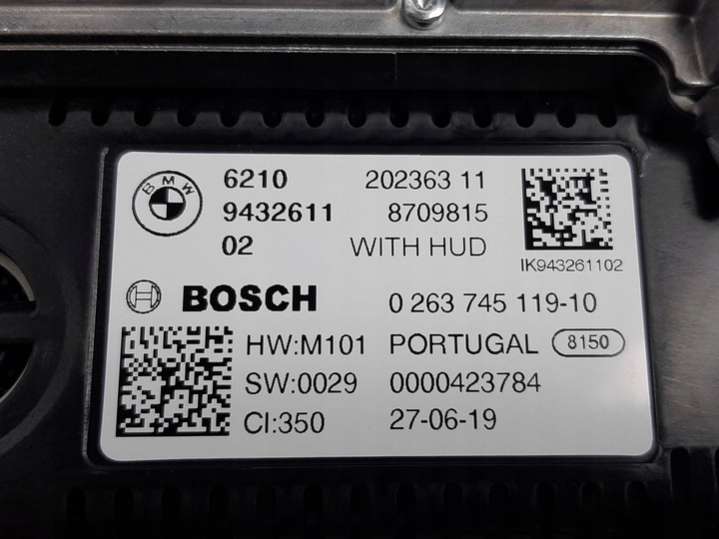 BMW 6210 202363 11
9432611 8709815
02 WITH HUD
IK943261102
BOSCH 0 263 745 119-10
HW:M101 PORTUGAL 8150
SW:0029 0000423784
CI:350 27-06-19